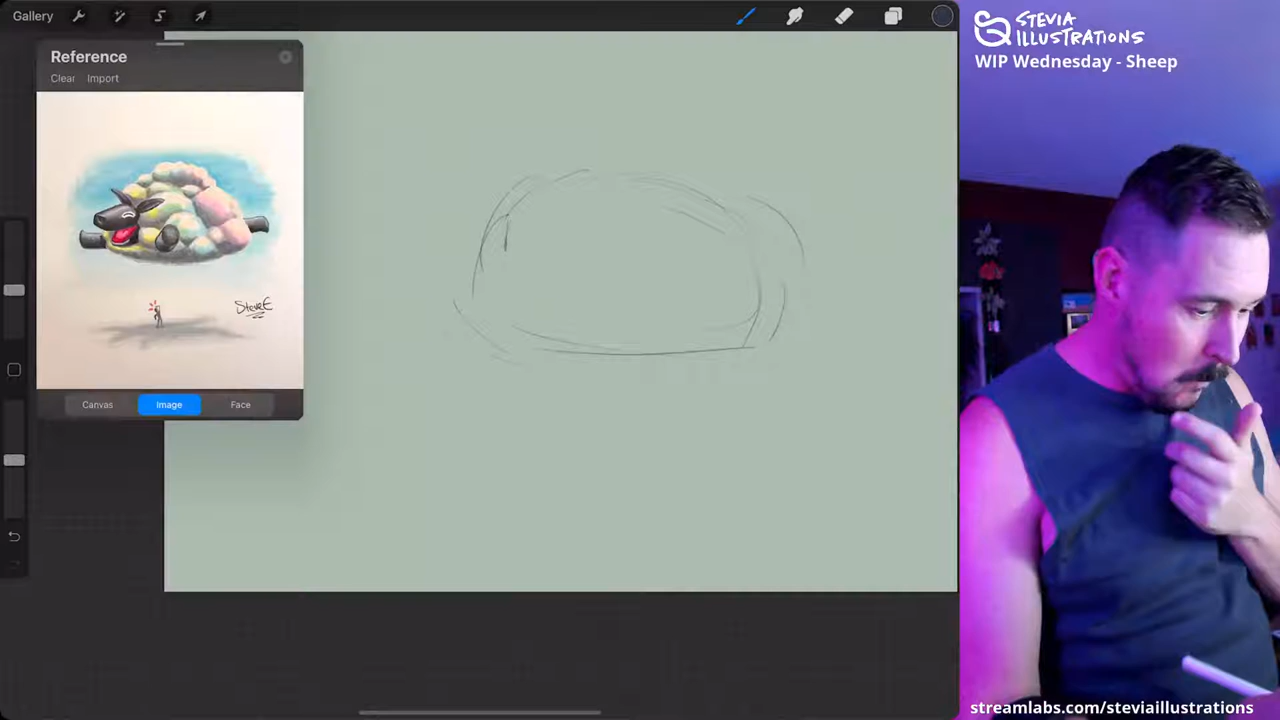 Gallery
Reference
Clear Import
SteveE
Canvas Image Face
STEVIA
ILLUSTRATIONS
WIP Wednesday - Sheep
streamlabs.com/steviaillustrations